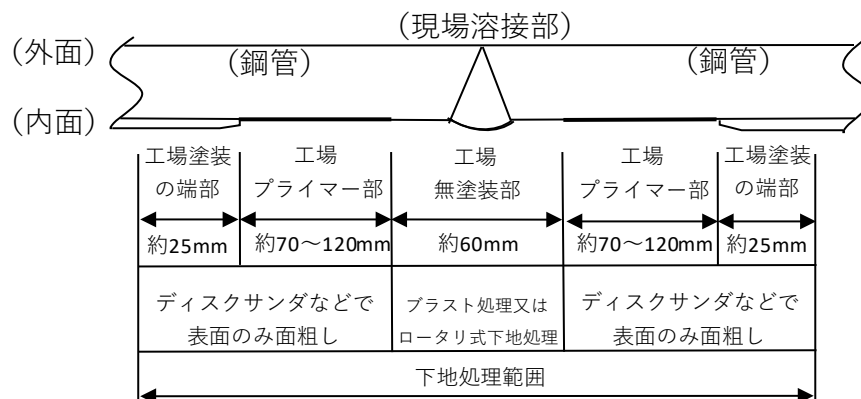 (現場溶接部)
(外面)
(鋼管)
(鋼管)
(内面)
工場塗装
の端部
工場
プライマー部
工場
無塗装部
工場
プライマー部
工場塗装
の端部
約25mm
約70～120mm
約60mm
約70～120mm
約25mm
ディスクサンダなどで
表面のみ面粗し
ブラスト処理又は
ロータリ式下地処理
ディスクサンダなどで
表面のみ面粗し
下地処理範囲